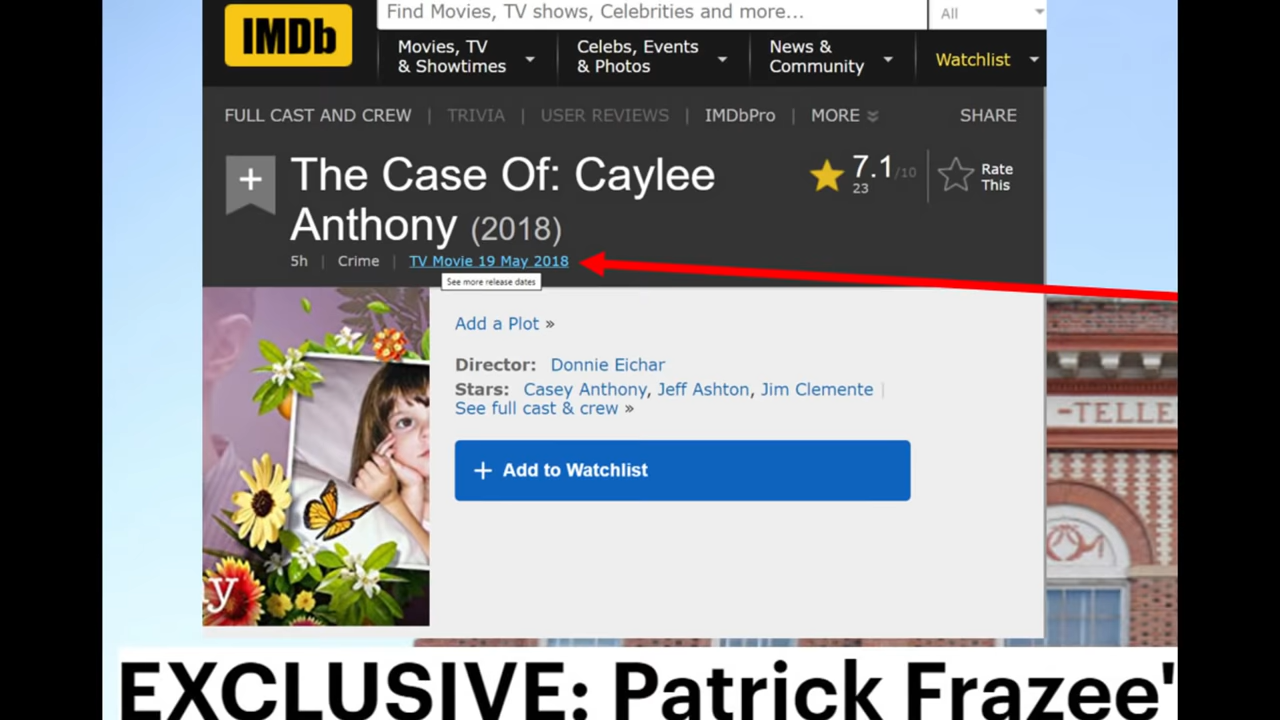 IMDb
Find Movies, TV shows, Celebrities and more...
All
Movies, TV
& Showtimes
Celebs, Events
& Photos
News &
Community
Watchlist
FULL CAST AND CREW | TRIVIA | USER REVIEWS | IMDbPro | MORE
SHARE
+ The Case Of: Caylee
Anthony (2018)
7.1/10
23
Rate
This
5h | Crime | TV Movie 19 May 2018
See more release dates
Add a Plot »
Director: Donnie Eichar
Stars: Casey Anthony, Jeff Ashton, Jim Clemente |
See full cast & crew »
+ Add to Watchlist
y
-TELLE
EXCLUSIVE: Patrick Frazee'